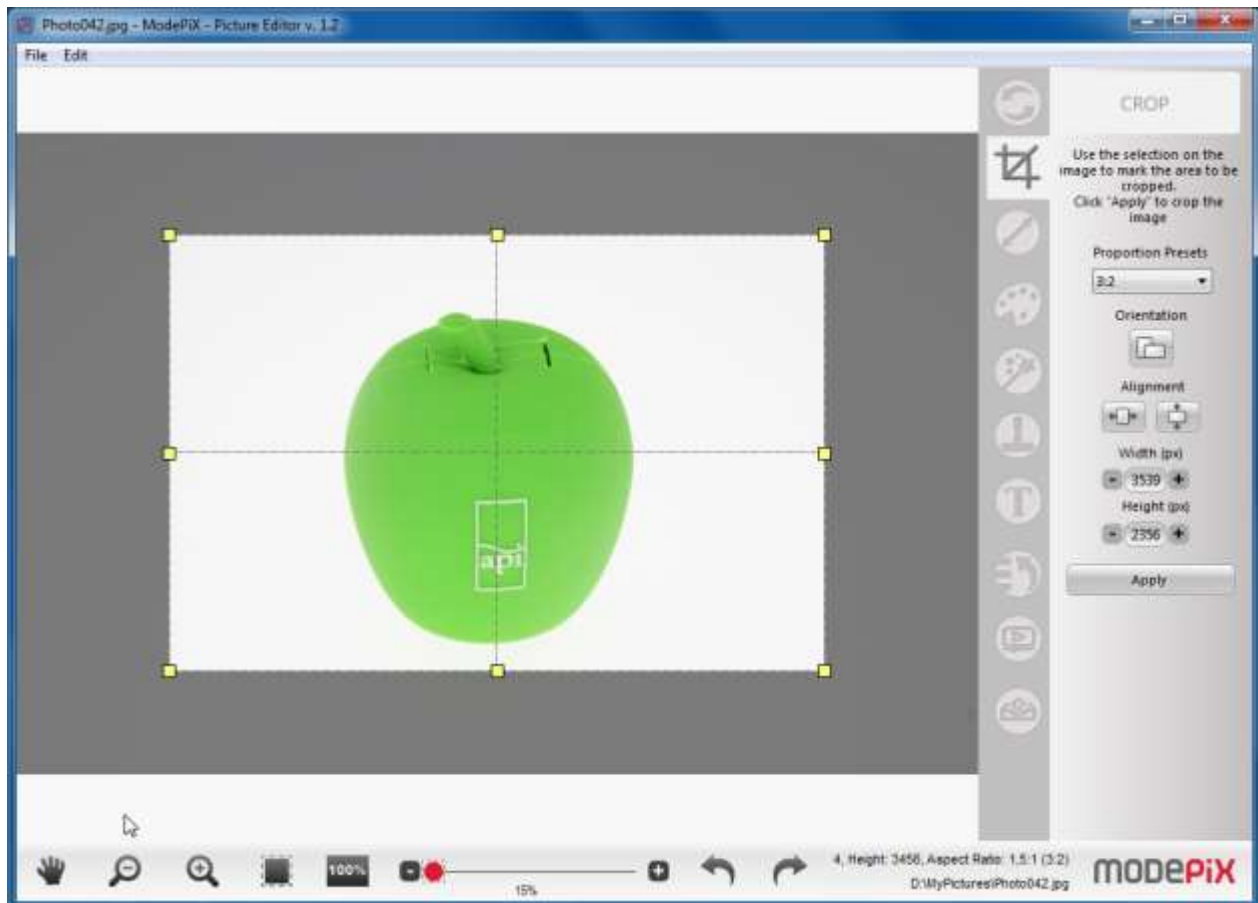 Photo042.jpg - ModePiX - Picture Editor v. 1.2
File Edit
CROP
Use the selection on the
image to mark the area to be
cropped.
Click "Apply" to crop the
image
Proportion Presets
3:2
Orientation
Alignment
Width (px)
- 3539 +
Height (px)
- 2356 +
Apply
api
T
100%
15%
4, Height: 3456, Aspect Ratio: 1,5:1 (3:2)
D:\MyPictures\Photo042.jpg
MODEPiX